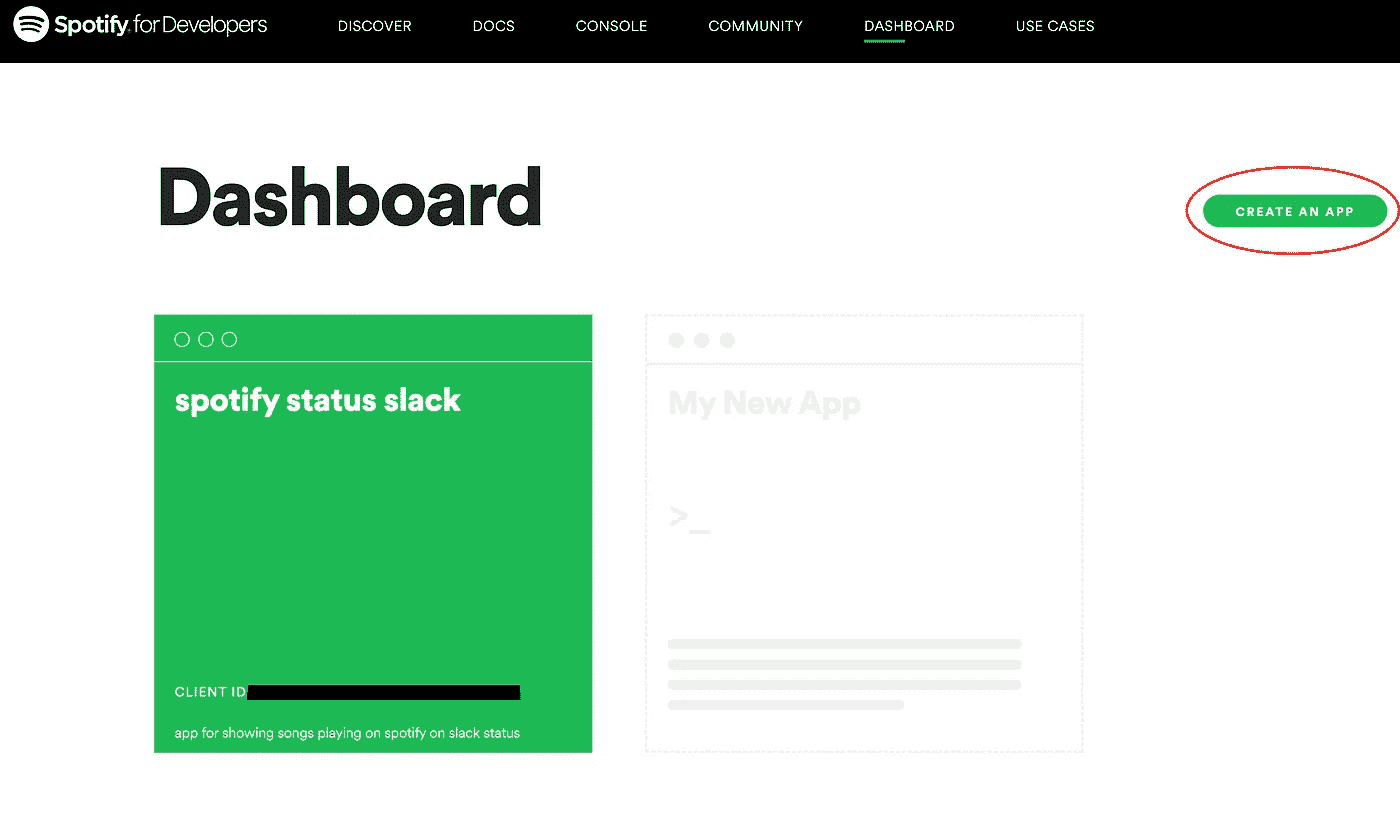 Spotify for Developers DISCOVER DOCS CONSOLE COMMUNITY DASHBOARD USE CASES
Dashboard
CREATE AN APP
spotify status slack
My New App
>_
CLIENT ID
app for showing songs playing on spotify on slack status